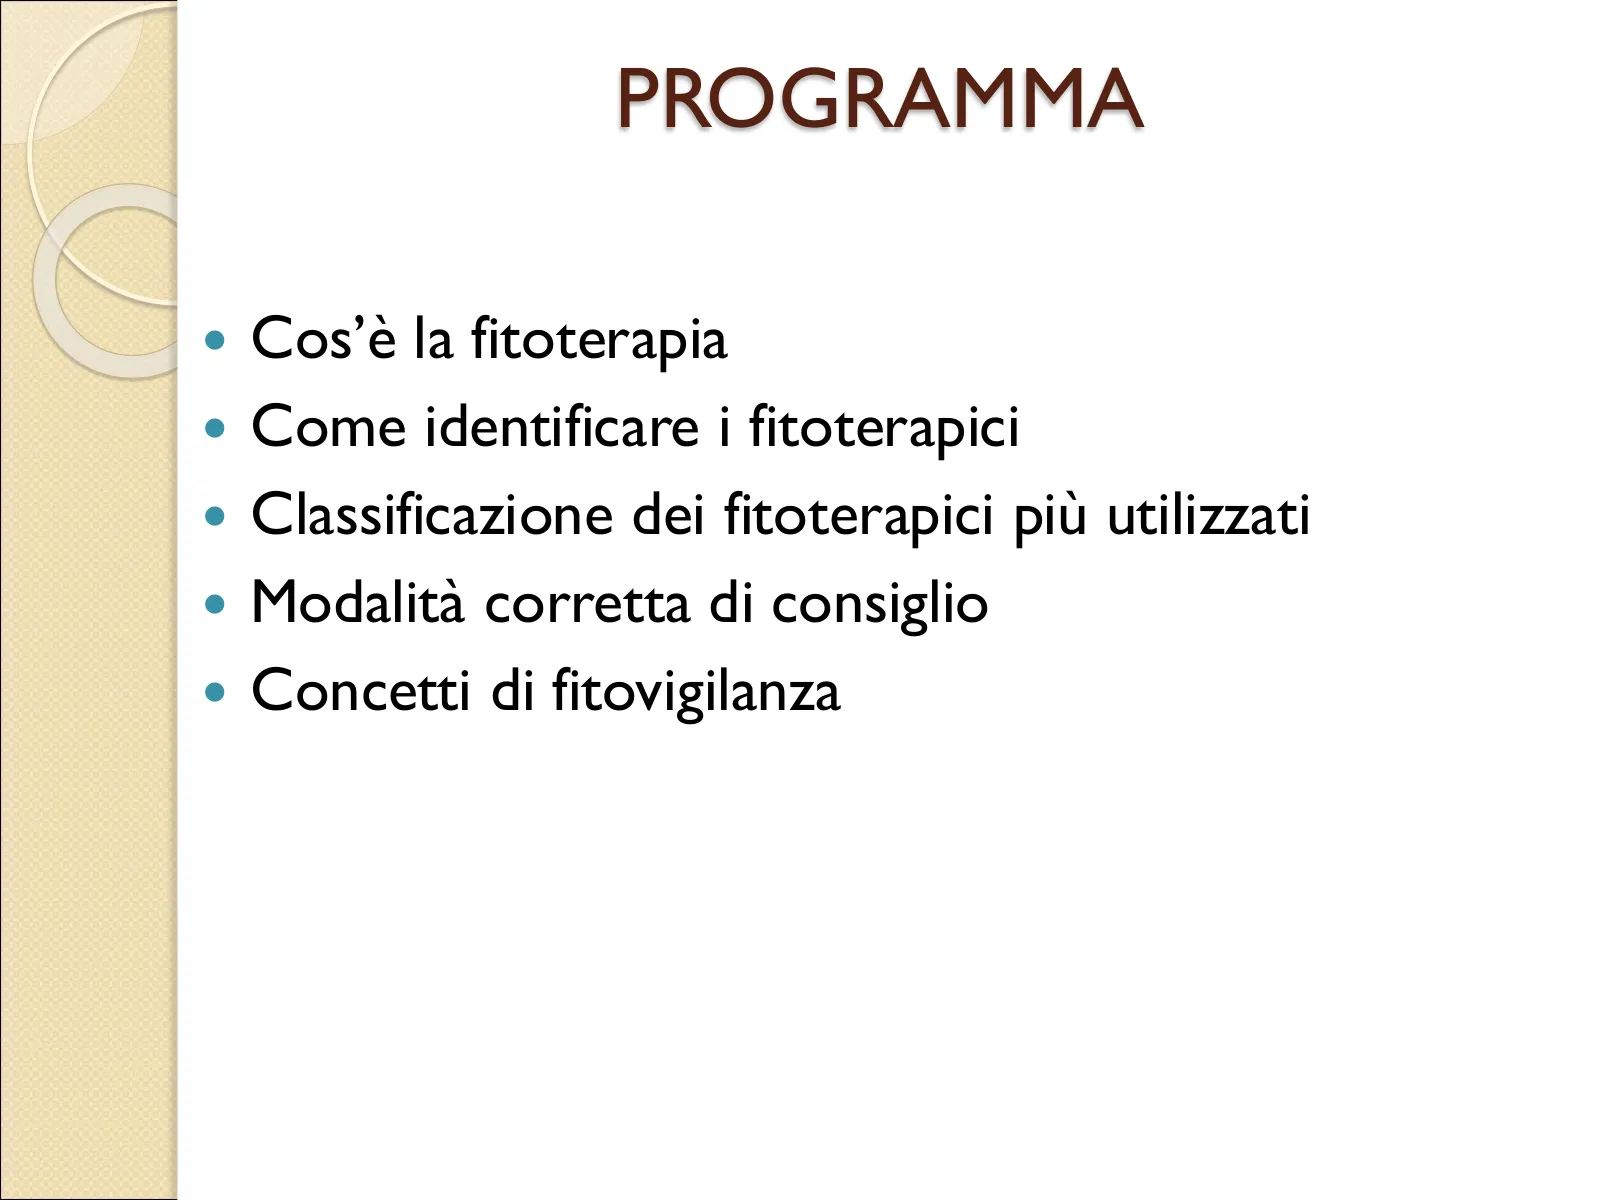 PROGRAMMA
• Cos’è la fitoterapia
• Come identificare i fitoterapici
• Classificazione dei fitoterapici più utilizzati
• Modalità corretta di consiglio
• Concetti di fitovigilanza